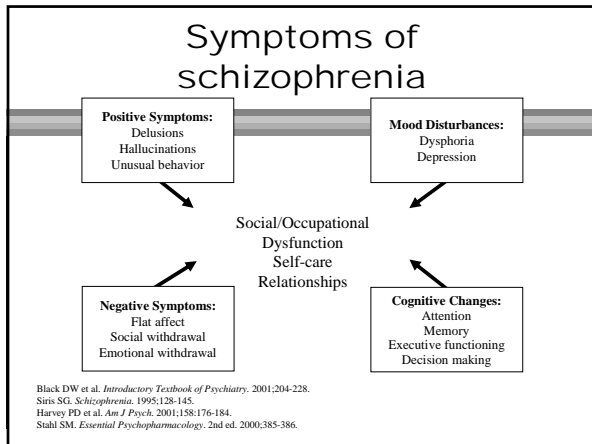 Symptoms of
schizophrenia
Positive Symptoms:
Delusions
Hallucinations
Unusual behavior
Mood Disturbances:
Dysphoria
Depression
Social/Occupational
Dysfunction
Self-care
Relationships
Negative Symptoms:
Flat affect
Social withdrawal
Emotional withdrawal
Cognitive Changes:
Attention
Memory
Executive functioning
Decision making
Black DW et al. Introductory Textbook of Psychiatry. 2001;204-228.
Siris SG. Schizophrenia. 1995;128-145.
Harvey PD et al. Am J Psych. 2001;158:176-184.
Stahl SM. Essential Psychopharmacology. 2nd ed. 2000;385-386.